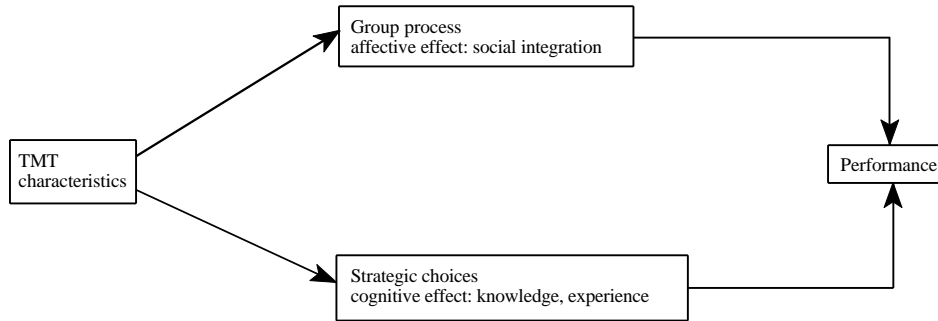 Group process
affective effect: social integration
TMT
characteristics
Performance
Strategic choices
cognitive effect: knowledge, experience